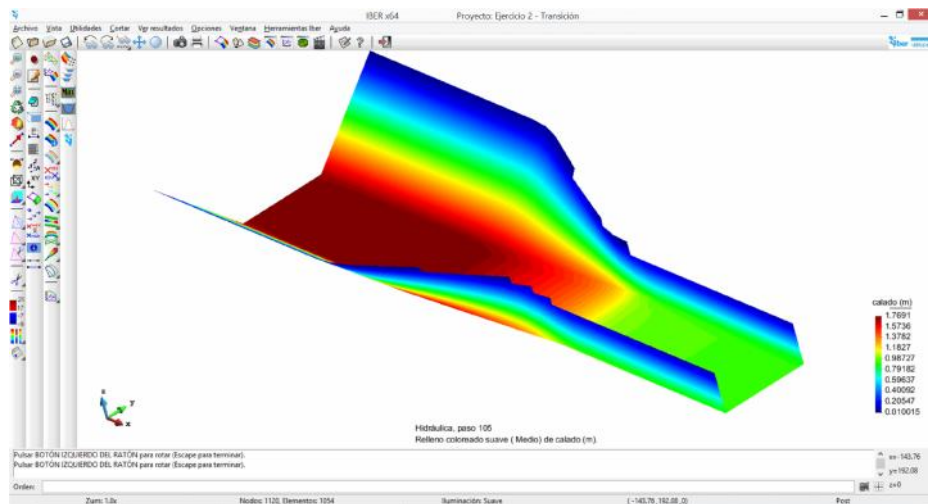 IBER x64 Proyecto: Ejercicio 2 - Transición
Archivo Vista Utilidades Cortar Ver resultados Opciones Ventana Herramientas Iber Ayuda
Iber
z
y
x
calado (m)
1.7691
1.5736
1.3782
1.1827
0.98727
0.79182
0.59637
0.40092
0.20547
0.010015
Hidráulica, paso 105
Relleno coloreado suave ( Medio) de calado (m).
Pulsar BOTÓN IZQUIERDO DEL RATÓN para rotar (Escape para terminar).
Pulsar BOTÓN IZQUIERDO DEL RATÓN para rotar (Escape para terminar).
x=-143.76
y=192.08
z=0
Orden:
Zum: 1.0x Nodos: 1120, Elementos: 1054 Iluminación: Suave (-143.76, 192.08 ,0) Post